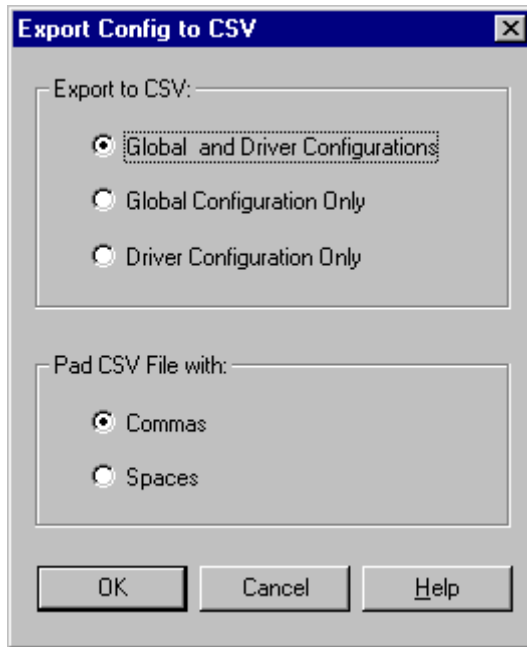 Export Config to CSV
Export to CSV:
Global  and Driver Configurations
Global Configuration Only
Driver Configuration Only
Pad CSV File with:
Commas
Spaces
OK Cancel Help